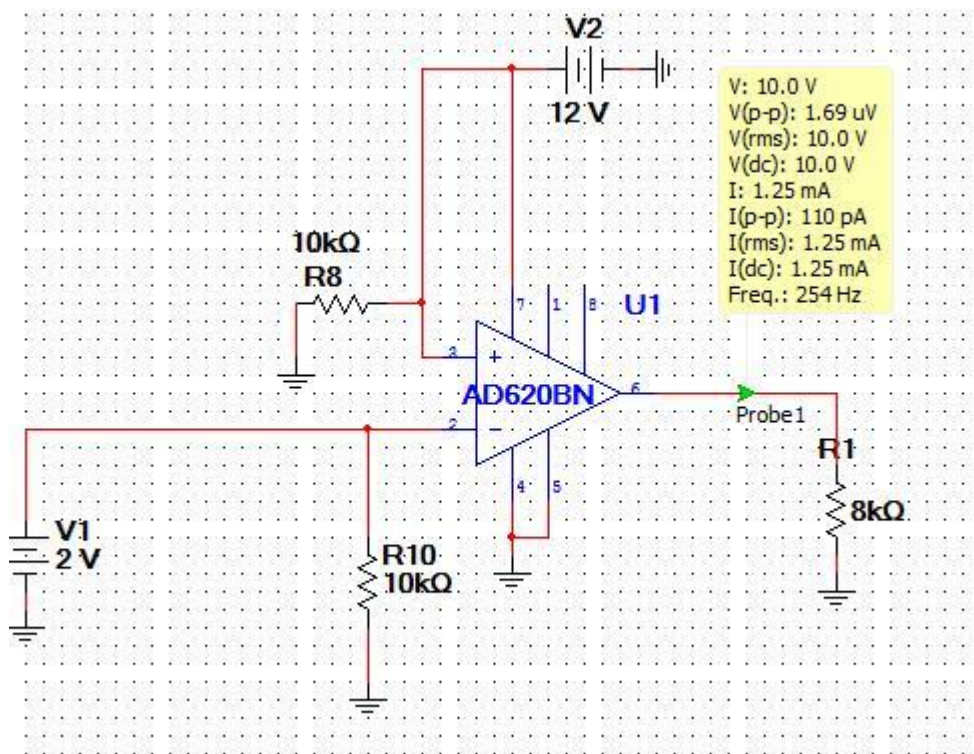 V2
12 V
V: 10.0 V
V(p-p): 1.69 uV
V(rms): 10.0 V
V(dc): 10.0 V
I: 1.25 mA
I(p-p): 110 pA
I(rms): 1.25 mA
I(dc): 1.25 mA
Freq.: 254 Hz
10kΩ
R8
7
1
8
U1
3
+
AD620BN
6
Probe1
2
−
4
5
R1
8kΩ
V1
2 V
R10
10kΩ